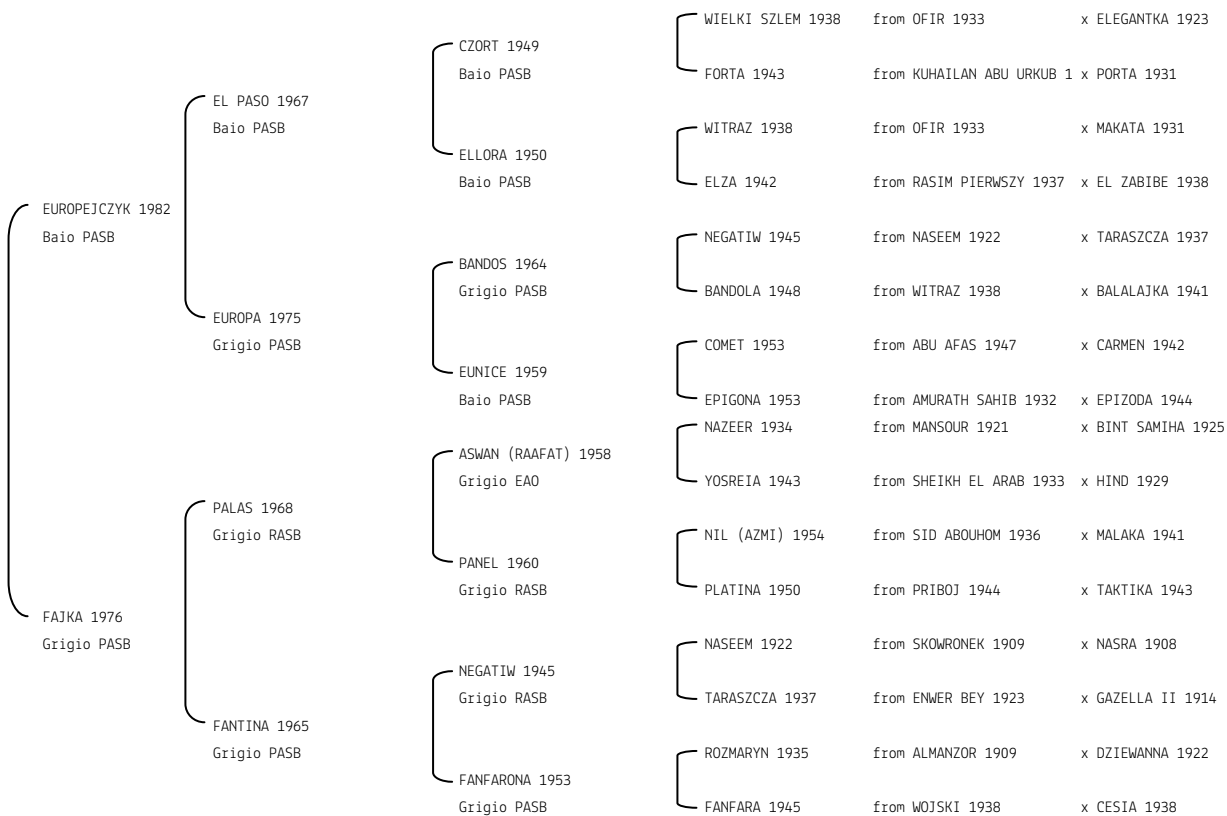 WIELKI SZLEM 1938 from OFIR 1933 x ELEGANTKA 1923
CZORT 1949
Baio PASB FORTA 1943 from KUHAILAN ABU URKUB 1 x PORTA 1931
EL PASO 1967
Baio PASB WITRAZ 1938 from OFIR 1933 x MAKATA 1931
ELLORA 1950
Baio PASB ELZA 1942 from RASIM PIERWSZY 1937 x EL ZABIBE 1938
EUROPEJCZYK 1982
Baio PASB NEGATIW 1945 from NASEEM 1922 x TARASZCZA 1937
BANDOS 1964
Grigio PASB BANDOLA 1948 from WITRAZ 1938 x BALALAJKA 1941
EUROPA 1975
Grigio PASB COMET 1953 from ABU AFAS 1947 x CARMEN 1942
EUNICE 1959
Baio PASB EPIGONA 1953 from AMURATH SAHIB 1932 x EPIZODA 1944
NAZEER 1934 from MANSOUR 1921 x BINT SAMIHA 1925
ASWAN (RAAFAT) 1958
Grigio EAO YOSREIA 1943 from SHEIKH EL ARAB 1933 x HIND 1929
PALAS 1968
Grigio RASB NIL (AZMI) 1954 from SID ABOUHOM 1936 x MALAKA 1941
PANEL 1960
Grigio RASB PLATINA 1950 from PRIBOJ 1944 x TAKTIKA 1943
FAJKA 1976
Grigio PASB NASEEM 1922 from SKOWRONEK 1909 x NASRA 1908
NEGATIW 1945
Grigio RASB TARASZCZA 1937 from ENWER BEY 1923 x GAZELLA II 1914
FANTINA 1965
Grigio PASB ROZMARYN 1935 from ALMANZOR 1909 x DZIEWANNA 1922
FANFARONA 1953
Grigio PASB FANFARA 1945 from WOJSKI 1938 x CESIA 1938